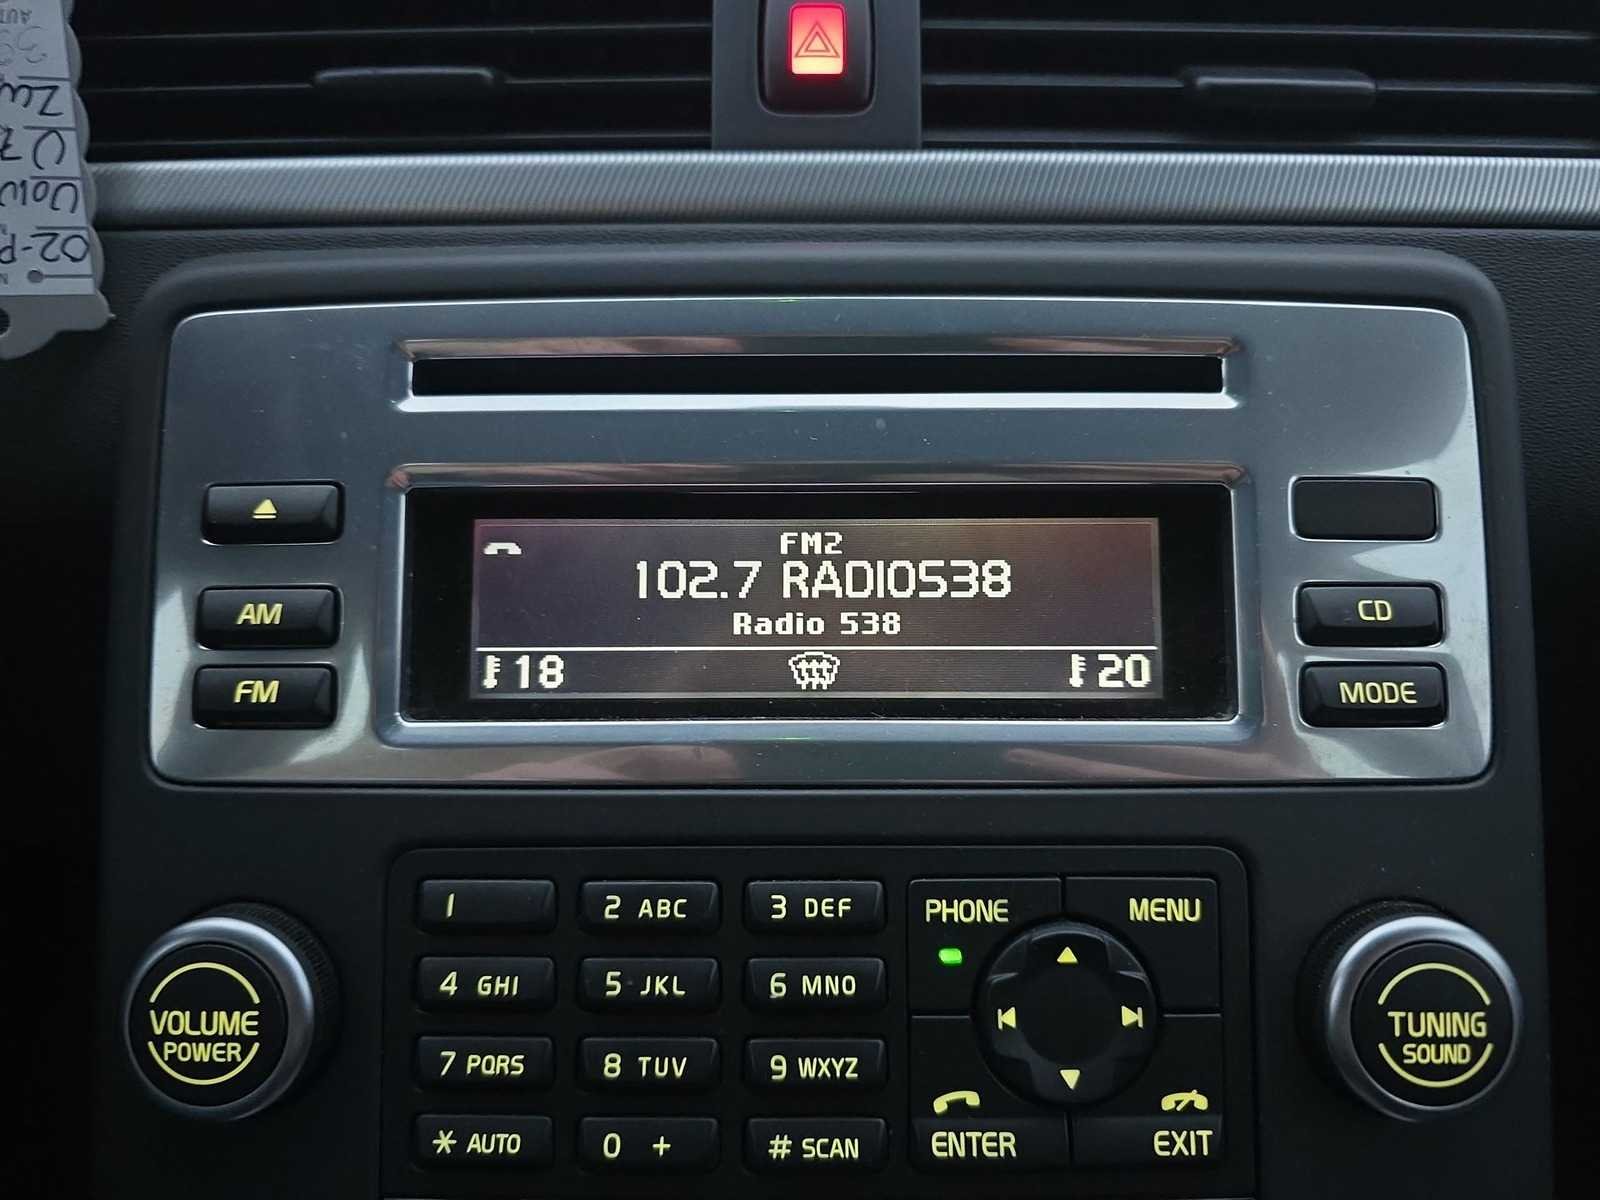 FM2
102.7 RADIO538
Radio 538
18
20
AM
FM
CD
MODE
VOLUME
POWER
1
2 ABC
3 DEF
4 GHI
5 JKL
6 MNO
7 PQRS
8 TUV
9 WXYZ
* AUTO
0 +
# SCAN
PHONE
MENU
ENTER
EXIT
TUNING
SOUND